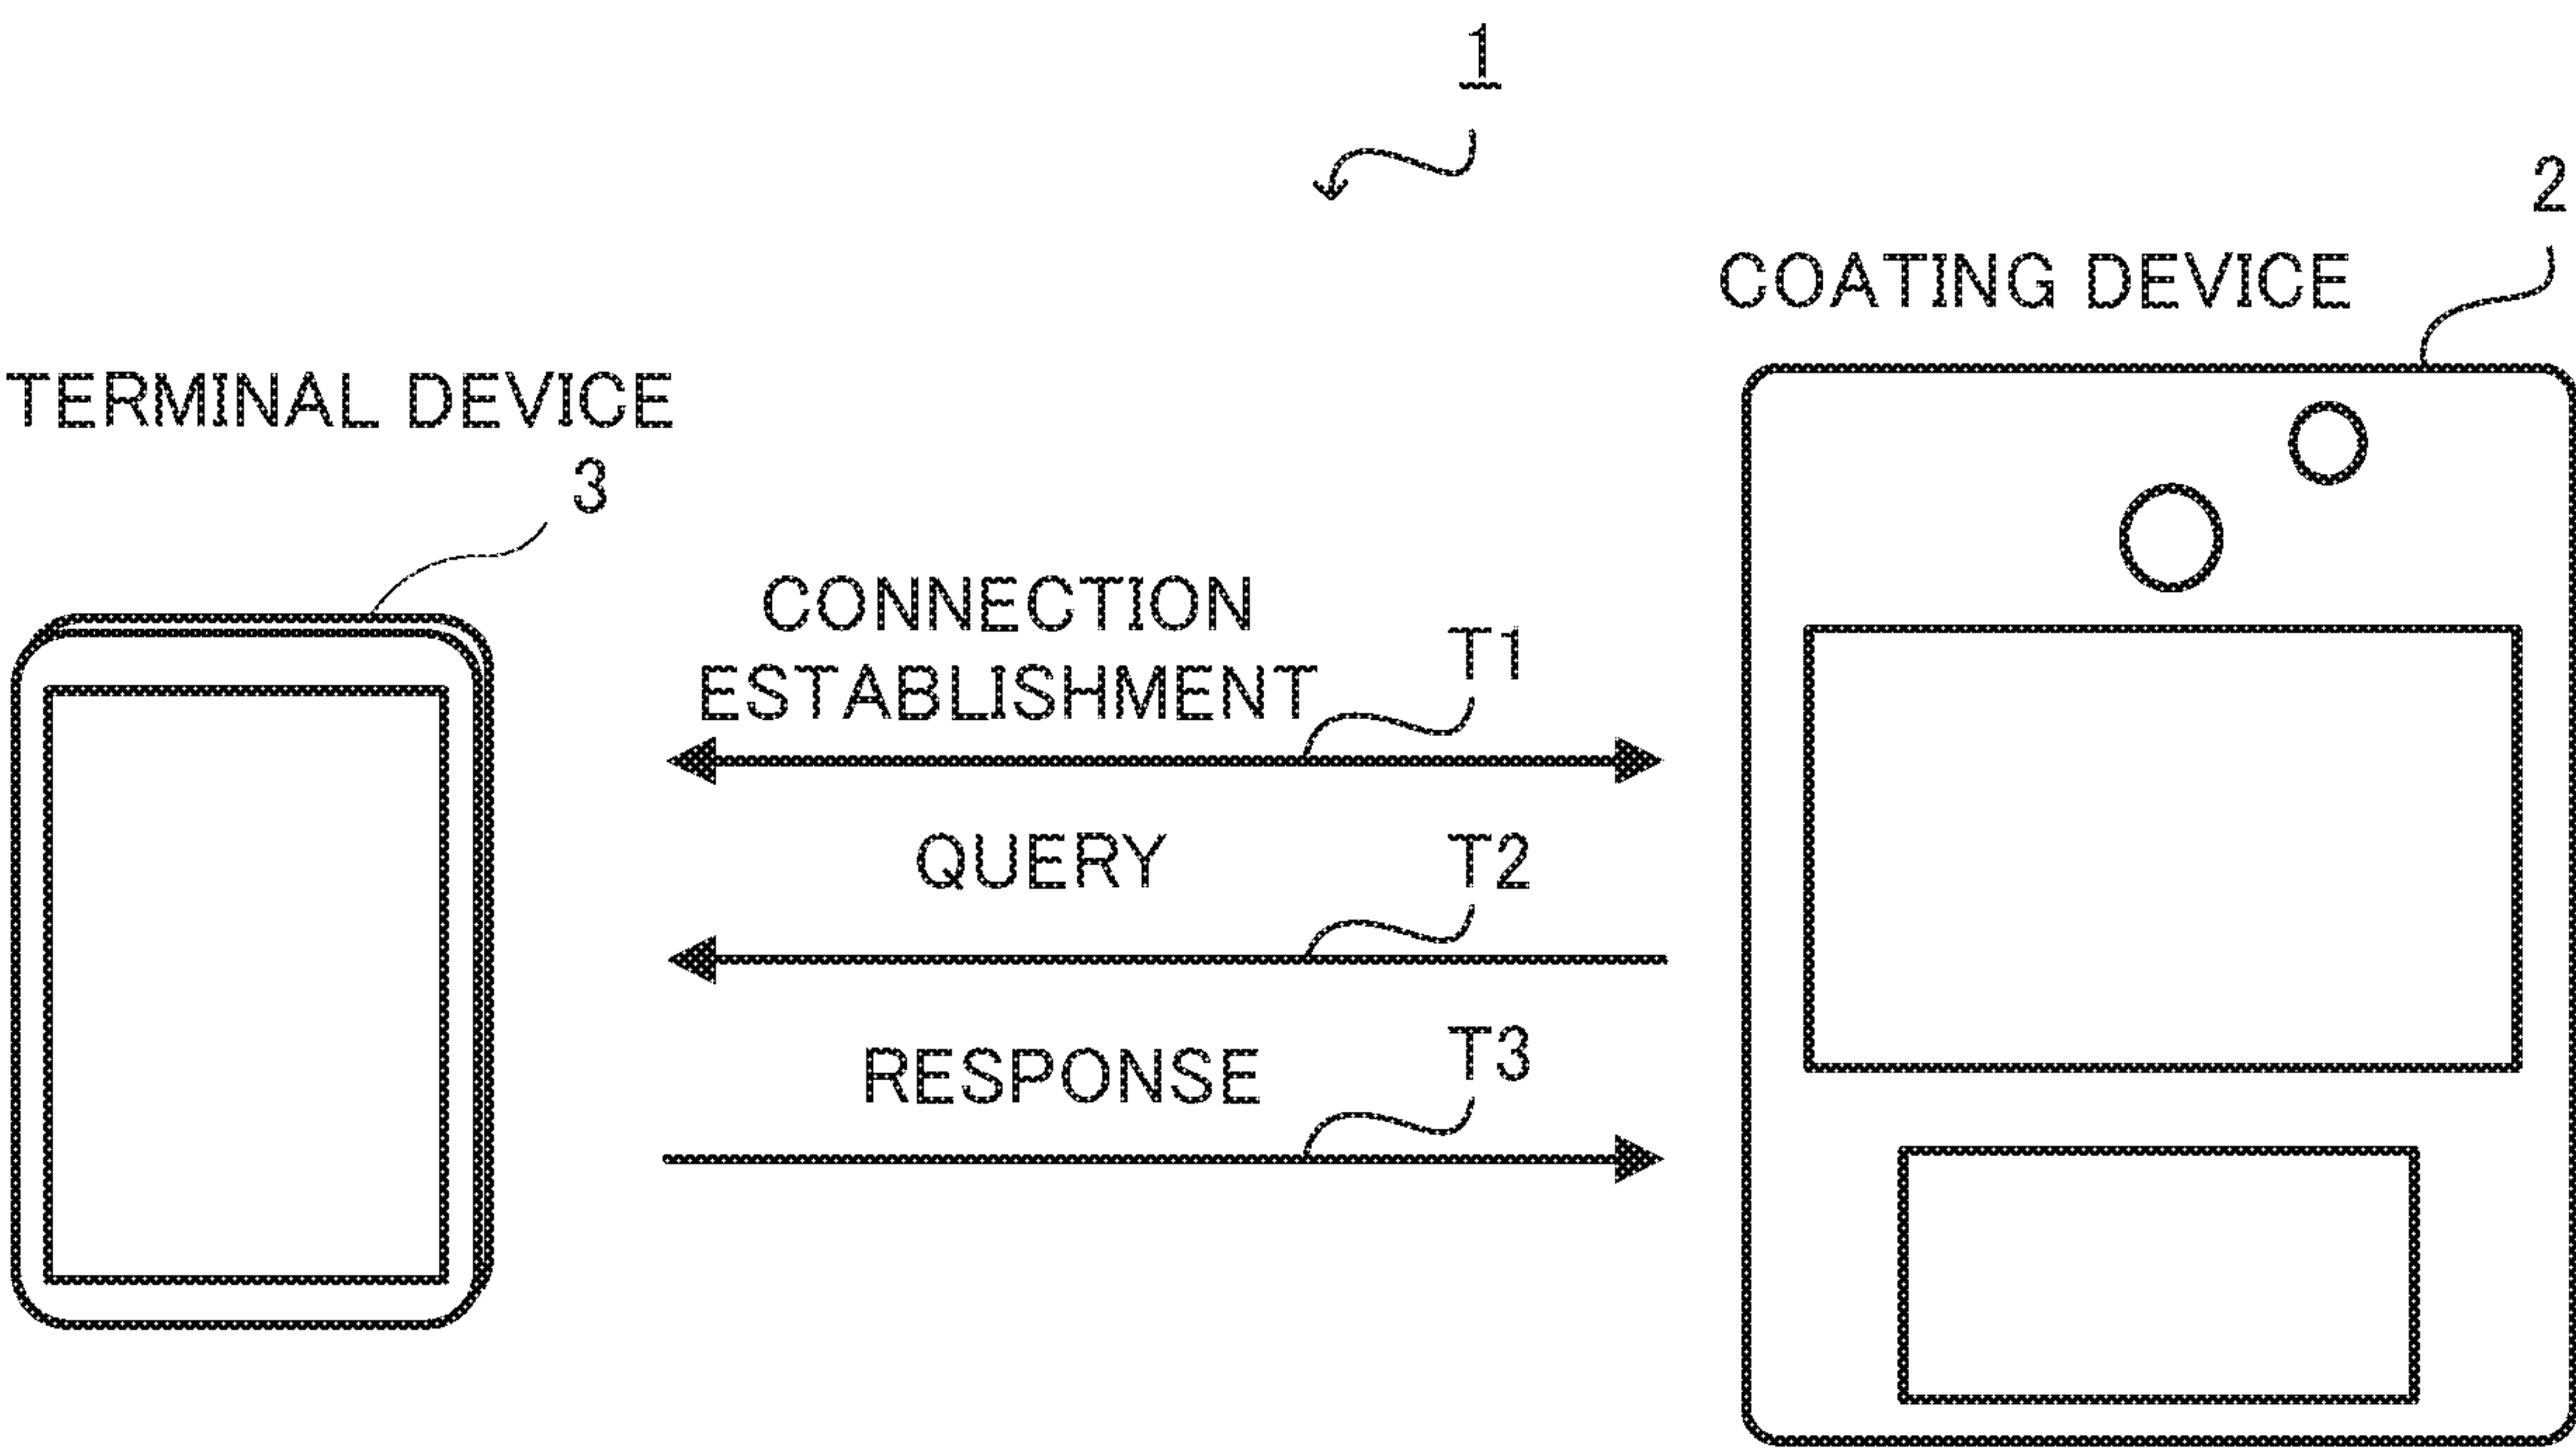 1
2
COATING DEVICE
TERMINAL DEVICE
3
CONNECTION
ESTABLISHMENT
T1
QUERY
T2
RESPONSE
T3